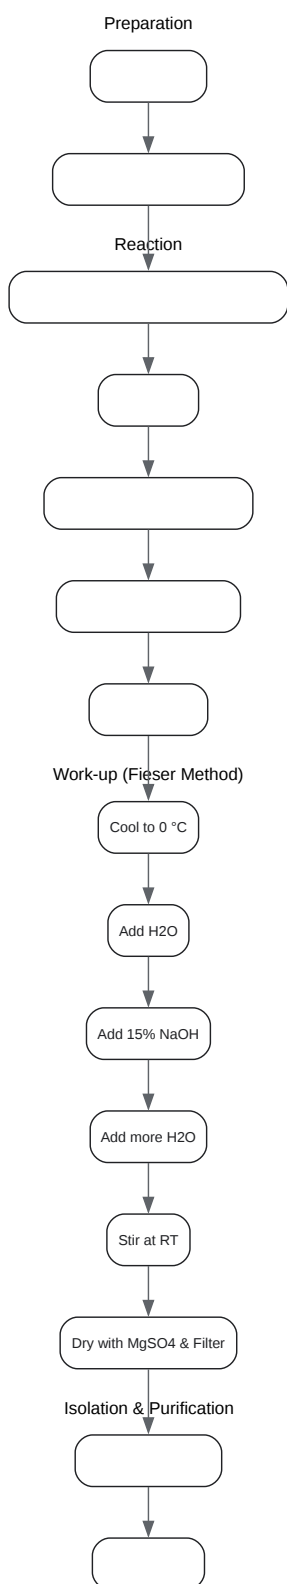 Preparation
Reaction
Work-up (Fieser Method)
Cool to 0 °C
Add H2O
Add 15% NaOH
Add more H2O
Stir at RT
Dry with MgSO4 & Filter
Isolation & Purification